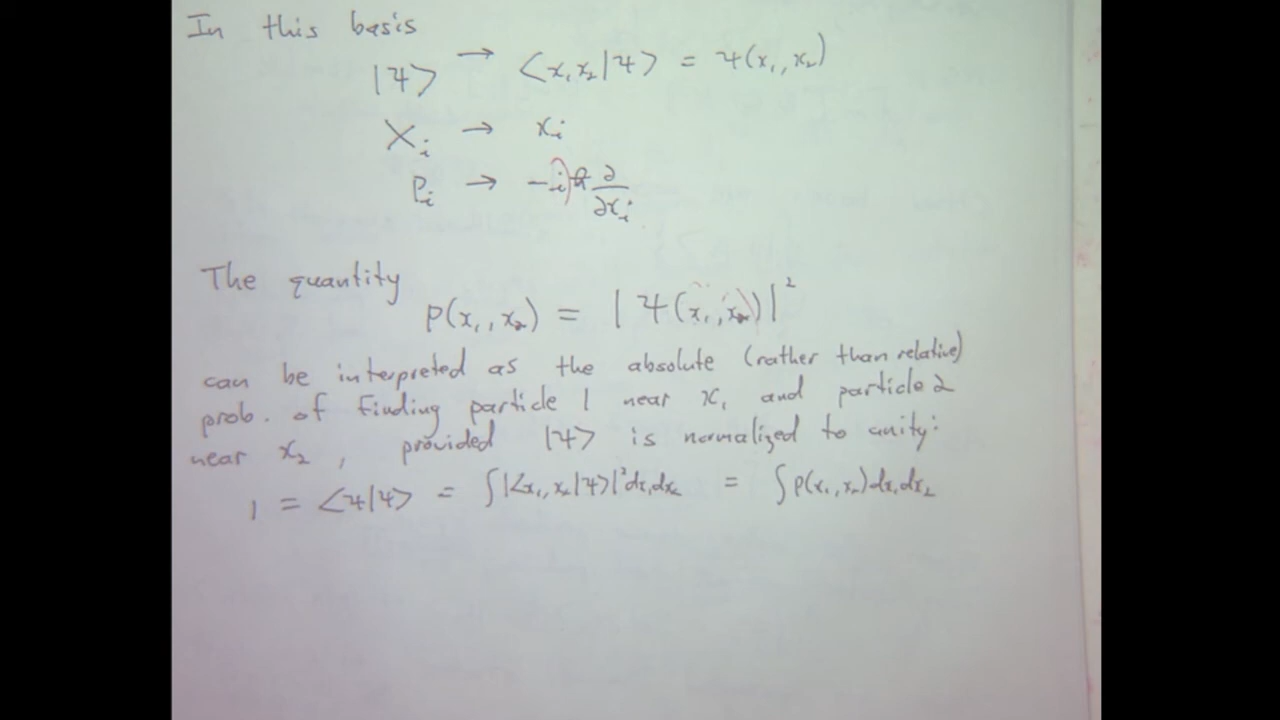 In this basis
|Ψ⟩ → ⟨x₁x₂|Ψ⟩ = Ψ(x₁,x₂)
Xᵢ → xᵢ
Pᵢ → -iℏ ∂/∂xᵢ
The quantity
P(x₁,x₂) = |Ψ(x₁,x₂)|²
can be interpreted as the absolute (rather than relative)
prob. of finding particle 1 near x₁ and particle 2
near x₂, provided |Ψ⟩ is normalized to unity:
1 = ⟨Ψ|Ψ⟩ = ∫|⟨x₁,x₂|Ψ⟩|²dx₁dx₂ = ∫P(x₁,x₂)dx₁dx₂